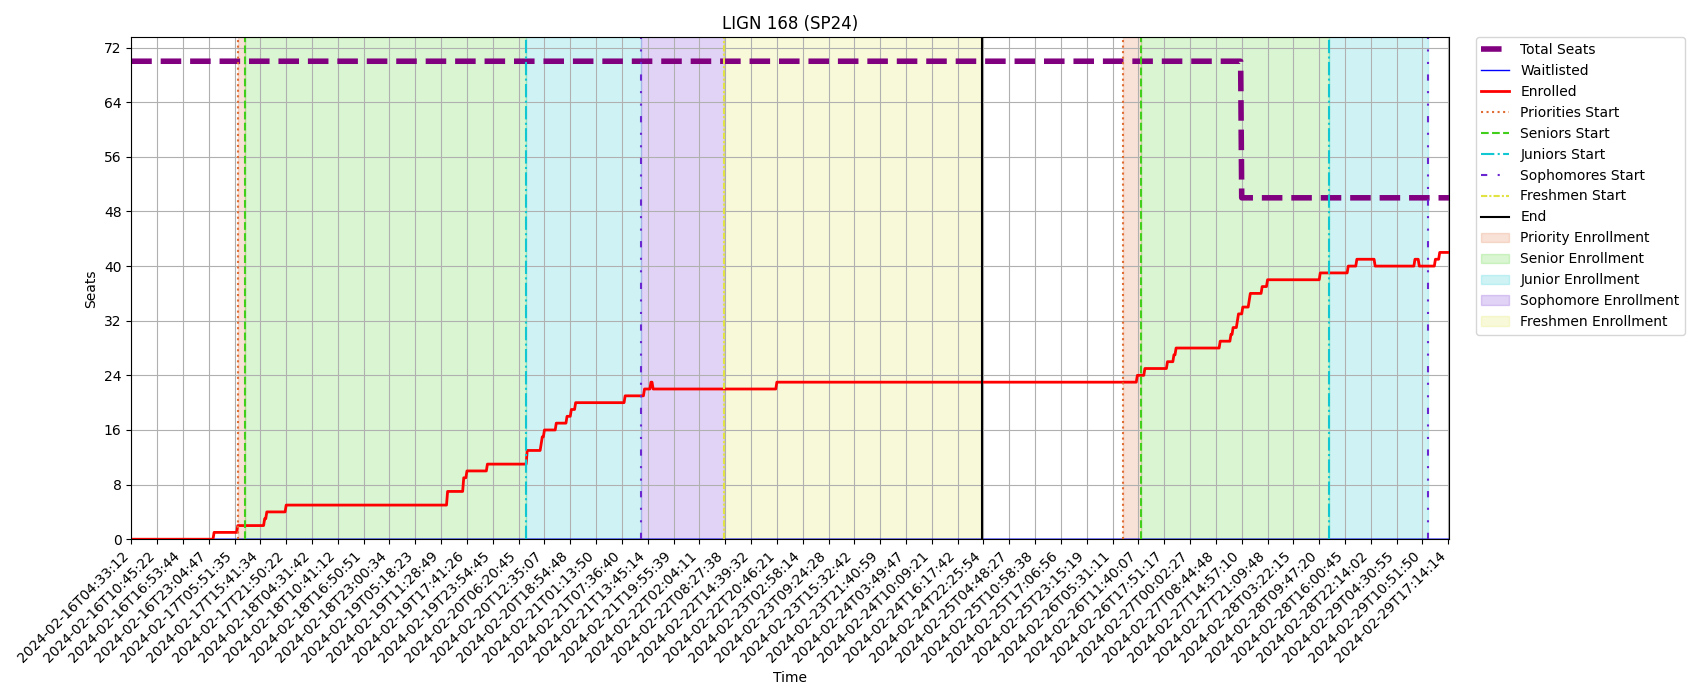 LIGN 168 (SP24)
Seats
72
64
56
48
40
32
24
16
8
0
2024-02-16T04:33:12
2024-02-16T10:45:22
2024-02-16T16:53:44
2024-02-16T23:04:47
2024-02-17T05:51:35
2024-02-17T15:41:34
2024-02-17T21:50:22
2024-02-18T04:31:42
2024-02-18T10:41:12
2024-02-18T16:50:51
2024-02-18T23:00:34
2024-02-19T05:18:23
2024-02-19T11:28:49
2024-02-19T17:41:26
2024-02-19T23:54:45
2024-02-20T06:20:45
2024-02-20T12:35:07
2024-02-20T18:54:48
2024-02-21T01:13:50
2024-02-21T07:36:40
2024-02-21T13:45:14
2024-02-21T19:55:39
2024-02-22T02:04:11
2024-02-22T08:27:36
2024-02-22T14:39:32
2024-02-22T20:46:21
2024-02-23T02:58:14
2024-02-23T09:24:28
2024-02-23T15:32:42
2024-02-23T21:40:59
2024-02-24T03:49:47
2024-02-24T10:09:21
2024-02-24T16:17:42
2024-02-24T22:25:54
2024-02-25T04:48:27
2024-02-25T10:58:38
2024-02-25T17:06:56
2024-02-25T23:15:19
2024-02-26T05:31:11
2024-02-26T11:40:07
2024-02-26T17:51:17
2024-02-27T00:02:27
2024-02-27T08:44:48
2024-02-27T14:57:10
2024-02-27T21:09:48
2024-02-28T03:22:15
2024-02-28T09:47:20
2024-02-28T16:00:45
2024-02-28T22:14:02
2024-02-29T04:30:55
2024-02-29T10:51:50
2024-02-29T17:14:14
Time
Total Seats
Waitlisted
Enrolled
Priorities Start
Seniors Start
Juniors Start
Sophomores Start
Freshmen Start
End
Priority Enrollment
Senior Enrollment
Junior Enrollment
Sophomore Enrollment
Freshmen Enrollment